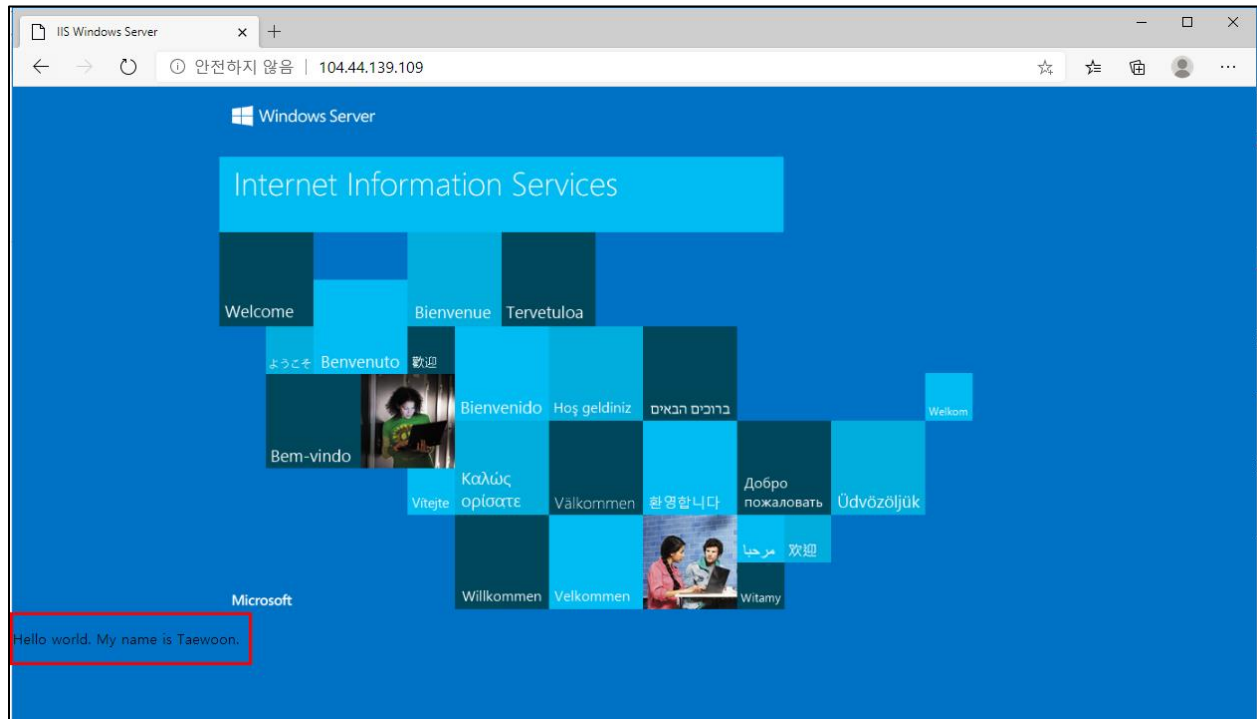 IIS Windows Server
안전하지 않음 | 104.44.139.109
Windows Server
Internet Information Services
Welcome
Bienvenue
Tervetuloa
ようこそ
Benvenuto
歡迎
Bienvenido
Hoş geldiniz
ברוכים הבאים
Welkom
Bem-vindo
Vítejte
Καλώς
ορίσατε
Välkommen
환영합니다
Добро
пожаловать
Üdvözöljük
مرحبا
欢迎
Microsoft
Willkommen
Velkommen
Witamy
Hello world. My name is Taewoon.